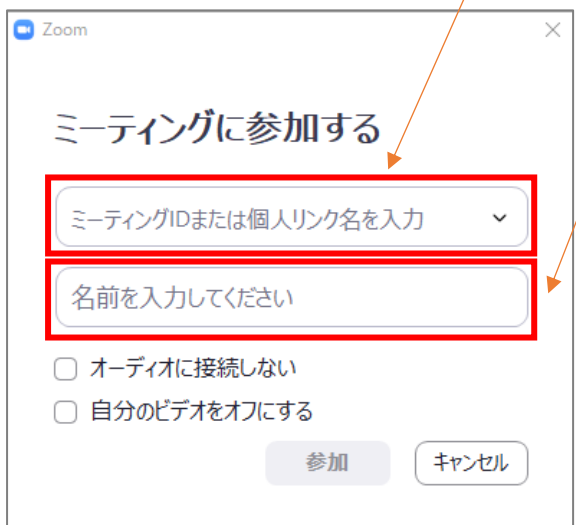 Zoom
ミーティングに参加する
ミーティングIDまたは個人リンク名を入力
名前を入力してください
オーディオに接続しない
自分のビデオをオフにする
参加 キャンセル